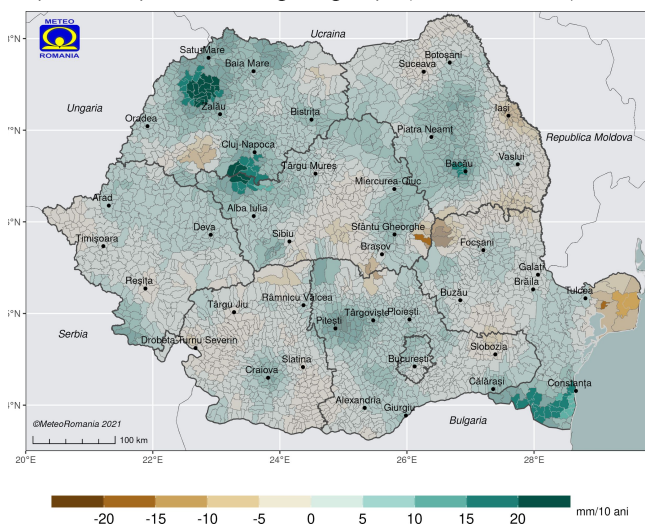 METEO
ROMANIA
Ucraina
Satu-Mare
Baia Mare
Botoșani
Suceava
Ungaria
Zalău
Oradea
Bistrița
Iași
Republica Moldova
Piatra Neamț
Cluj-Napoca
Târgu Mureș
Bacău
Vaslui
Miercurea-Ciuc
Arad
Alba Iulia
Deva
Sibiu
Sfântu Gheorghe
Timișoara
Brașov
Focșani
Galați
Reșița
Brăila
Tulcea
Buzău
Târgu Jiu
Râmnicu Vâlcea
Târgoviște
Ploiești
Pitești
Serbia
Drobeta-Turnu Severin
Slobozia
Slatina
București
Craiova
Călărași
Constanța
Alexandria
Giurgiu
Bulgaria
©MeteoRomania 2021
100 km
20°E
22°E
24°E
26°E
28°E
-20
-15
-10
-5
0
5
10
15
20
mm/10 ani